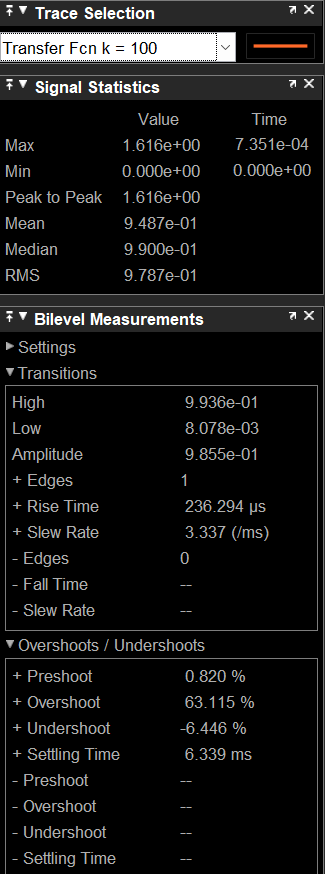 Trace Selection
Transfer Fcn k = 100
Signal Statistics
Value Time
Max 1.616e+00 7.351e-04
Min 0.000e+00 0.000e+00
Peak to Peak 1.616e+00
Mean 9.487e-01
Median 9.900e-01
RMS 9.787e-01
Bilevel Measurements
Settings
Transitions
High 9.936e-01
Low 8.078e-03
Amplitude 9.855e-01
+ Edges 1
+ Rise Time 236.294 µs
+ Slew Rate 3.337 (/ms)
- Edges 0
- Fall Time --
- Slew Rate --
Overshoots / Undershoots
+ Preshoot 0.820 %
+ Overshoot 63.115 %
+ Undershoot -6.446 %
+ Settling Time 6.339 ms
- Preshoot --
- Overshoot --
- Undershoot --
- Settling Time --